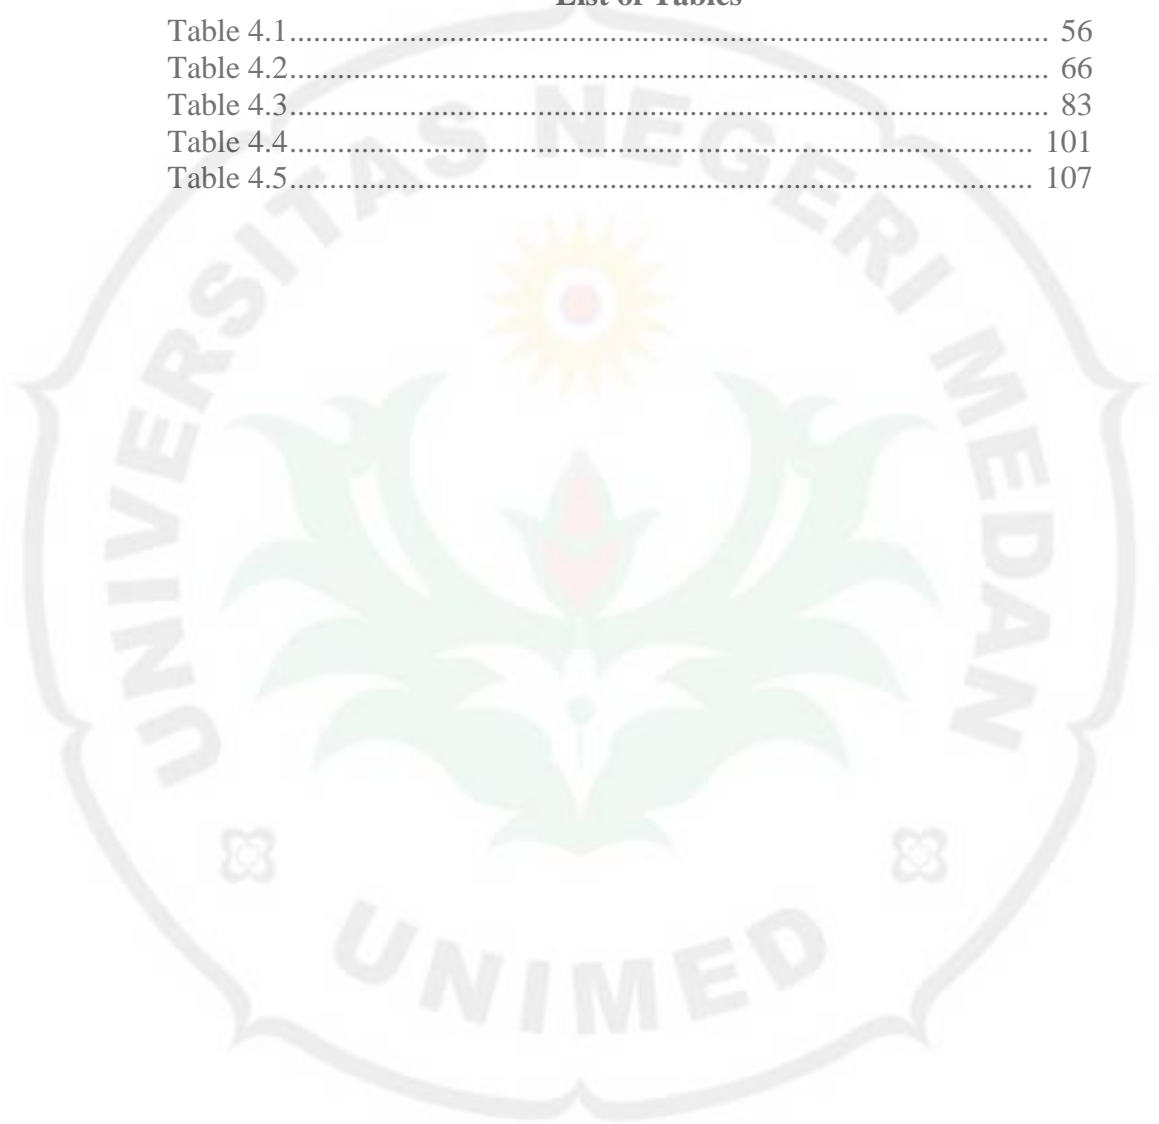 List of Tables
Table 4.1.............................................................................................. 56
Table 4.2.............................................................................................. 66
Table 4.3.............................................................................................. 83
Table 4.4............................................................................................ 101
Table 4.5............................................................................................ 107
UNIVERSITAS NEGERI MEDAN
UNIMED